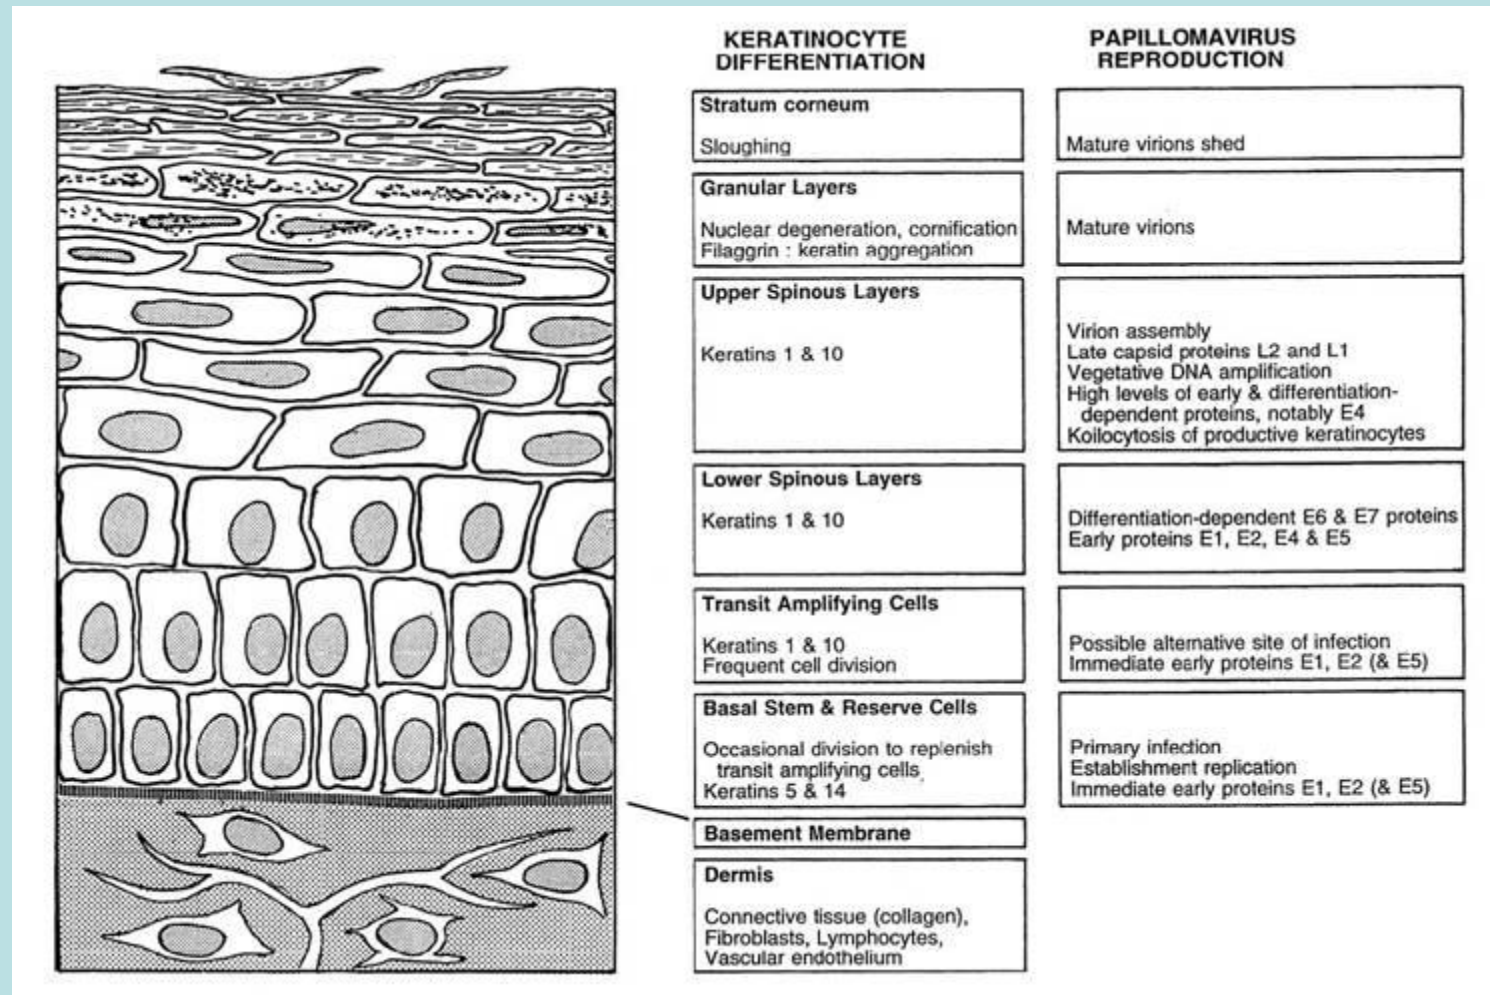 KERATINOCYTE
DIFFERENTIATION
PAPILLOMAVIRUS
REPRODUCTION
Stratum corneum
Sloughing
Mature virions shed
Granular Layers
Nuclear degeneration, cornification
Filaggrin : keratin aggregation
Mature virions
Upper Spinous Layers
Keratins 1 & 10
Virion assembly
Late capsid proteins L2 and L1
Vegetative DNA amplification
High levels of early & differentiation-
dependent proteins, notably E4
Koilocytosis of productive keratinocytes
Lower Spinous Layers
Keratins 1 & 10
Differentiation-dependent E6 & E7 proteins
Early proteins E1, E2, E4 & E5
Transit Amplifying Cells
Keratins 1 & 10
Frequent cell division
Possible alternative site of infection
Immediate early proteins E1, E2 (& E5)
Basal Stem & Reserve Cells
Occasional division to replenish
transit amplifying cells
Keratins 5 & 14
Primary infection
Establishment replication
Immediate early proteins E1, E2 (& E5)
Basement Membrane
Dermis
Connective tissue (collagen),
Fibroblasts, Lymphocytes,
Vascular endothelium